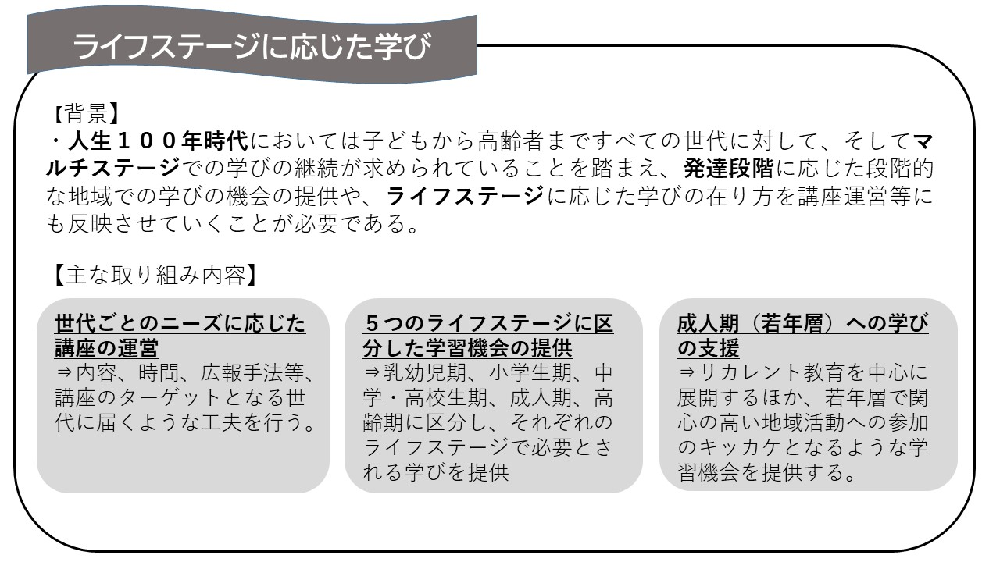 ライフステージに応じた学び
【背景】
・人生１００年時代においては子どもから高齢者まですべての世代に対して、そしてマ
ルチステージでの学びの継続が求められていることを踏まえ、発達段階に応じた段階的
な地域での学びの機会の提供や、ライフステージに応じた学びの在り方を講座運営等に
も反映させていくことが必要である。
【主な取り組み内容】
世代ごとのニーズに応じた
講座の運営
⇒内容、時間、広報手法等、
講座のターゲットとなる世
代に届くような工夫を行う。
５つのライフステージに区
分した学習機会の提供
⇒乳幼児期、小学生期、中
学・高校生期、成人期、高
齢期に区分し、それぞれの
ライフステージで必要とさ
れる学びを提供
成人期（若年層）への学び
の支援
⇒リカレント教育を中心に
展開するほか、若年層で関
心の高い地域活動への参加
のキッカケとなるような学
習機会を提供する。